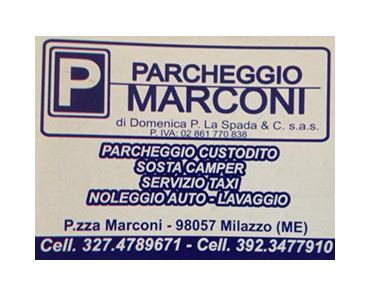 P
PARCHEGGIO
MARCONI
di Domenica P. La Spada & C. s.a.s.
P. IVA: 02 861 770 838
PARCHEGGIO CUSTODITO
SOSTA CAMPER
SERVIZIO TAXI
NOLEGGIO AUTO - LAVAGGIO
P.zza Marconi - 98057 Milazzo (ME)
Cell. 327.4789671 - Cell. 392.3477910